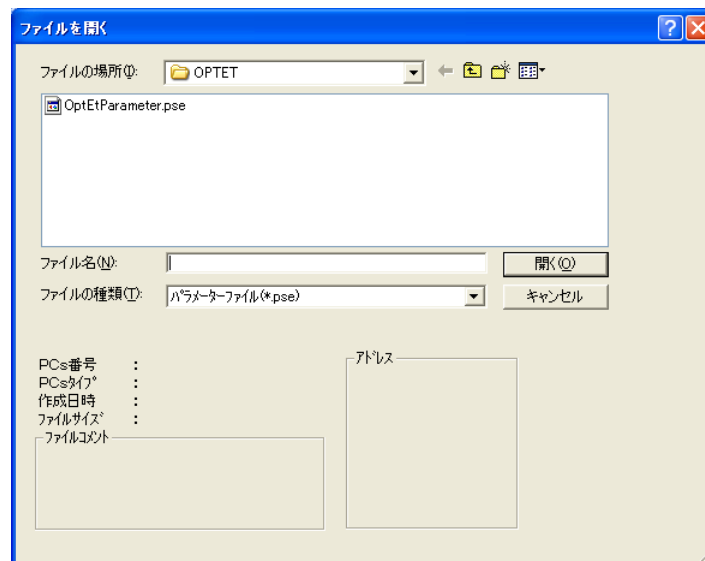 ファイルを開く
ファイルの場所(I):
OPTET
OptEtParameter.pse
ファイル名(N):
開く(O)
ファイルの種類(T):
パラメーターファイル(*.pse)
キャンセル
PCs番号 :
PCsタイプ :
作成日時 :
ファイルサイズ :
ファイルコメント
アドレス